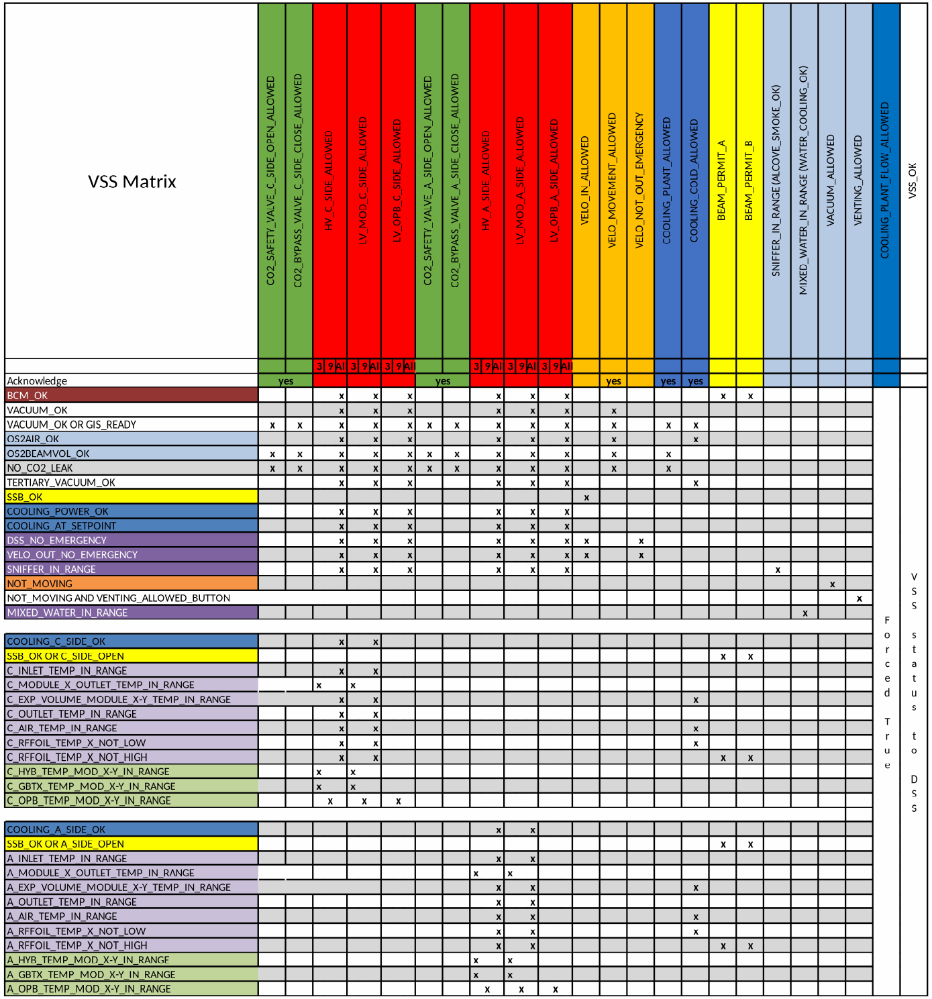 VSS Matrix
CO2_SAFETY_VALVE_C_SIDE_OPEN_ALLOWED
CO2_BYPASS_VALVE_C_SIDE_CLOSE_ALLOWED
HV_C_SIDE_ALLOWED
LV_MOD_C_SIDE_ALLOWED
LV_OPB_C_SIDE_ALLOWED
CO2_SAFETY_VALVE_A_SIDE_OPEN_ALLOWED
CO2_BYPASS_VALVE_A_SIDE_CLOSE_ALLOWED
HV_A_SIDE_ALLOWED
LV_MOD_A_SIDE_ALLOWED
LV_OPB_A_SIDE_ALLOWED
VELO_IN_ALLOWED
VELO_MOVEMENT_ALLOWED
VELO_NOT_OUT_EMERGENCY
COOLING_PLANT_ALLOWED
COOLING_COLD_ALLOWED
BEAM_PERMIT_A
BEAM_PERMIT_B
SNIFFER_IN_RANGE (ALCOVE_SMOKE_OK)
MIXED_WATER_IN_RANGE (WATER_COOLING_OK)
VACUUM_ALLOWED
VENTING_ALLOWED
COOLING_PLANT_FLOW_ALLOWED
VSS_OK
3 9 All 3 9 All 3 9 All 3 9 All 3 9 All 3 9 All
Acknowledge yes yes yes yes yes
BCM_OK x x x x x x x x
VACUUM_OK x x x x x x x
VACUUM_OK OR GIS_READY x x x x x x x x x x x x x
OS2AIR_OK x x x x x x x x
OS2BEAMVOL_OK x x x x x x x x x x x x
NO_CO2_LEAK x x x x x x x x x x x x
TERTIARY_VACUUM_OK x x x x x x x
SSB_OK x
COOLING_POWER_OK x x x x x x
COOLING_AT_SETPOINT x x x x x x
DSS_NO_EMERGENCY x x x x x x x x
VELO_OUT_NO_EMERGENCY x x x x x x x x
SNIFFER_IN_RANGE x x x x x x x
NOT_MOVING x
NOT_MOVING AND VENTING_ALLOWED_BUTTON x
MIXED_WATER_IN_RANGE x
COOLING_C_SIDE_OK x x
SSB_OK OR C_SIDE_OPEN x x
C_INLET_TEMP_IN_RANGE x x
C_MODULE_X_OUTLET_TEMP_IN_RANGE x x
C_EXP_VOLUME_MODULE_X-Y_TEMP_IN_RANGE x x x
C_OUTLET_TEMP_IN_RANGE x x
C_AIR_TEMP_IN_RANGE x x x
C_RFFOIL_TEMP_X_NOT_LOW x x x
C_RFFOIL_TEMP_X_NOT_HIGH x x x x
C_HYB_TEMP_MOD_X-Y_IN_RANGE x x
C_GBTX_TEMP_MOD_X-Y_IN_RANGE x x
C_OPB_TEMP_MOD_X-Y_IN_RANGE x x x
COOLING_A_SIDE_OK x x
SSB_OK OR A_SIDE_OPEN x x
A_INLET_TEMP_IN_RANGE x x
A_MODULE_X_OUTLET_TEMP_IN_RANGE x x
A_EXP_VOLUME_MODULE_X-Y_TEMP_IN_RANGE x x x
A_OUTLET_TEMP_IN_RANGE x x
A_AIR_TEMP_IN_RANGE x x x
A_RFFOIL_TEMP_X_NOT_LOW x x x
A_RFFOIL_TEMP_X_NOT_HIGH x x x x
A_HYB_TEMP_MOD_X-Y_IN_RANGE x x
A_GBTX_TEMP_MOD_X-Y_IN_RANGE x x
A_OPB_TEMP_MOD_X-Y_IN_RANGE x x x
Forced True
VSS status to DSS